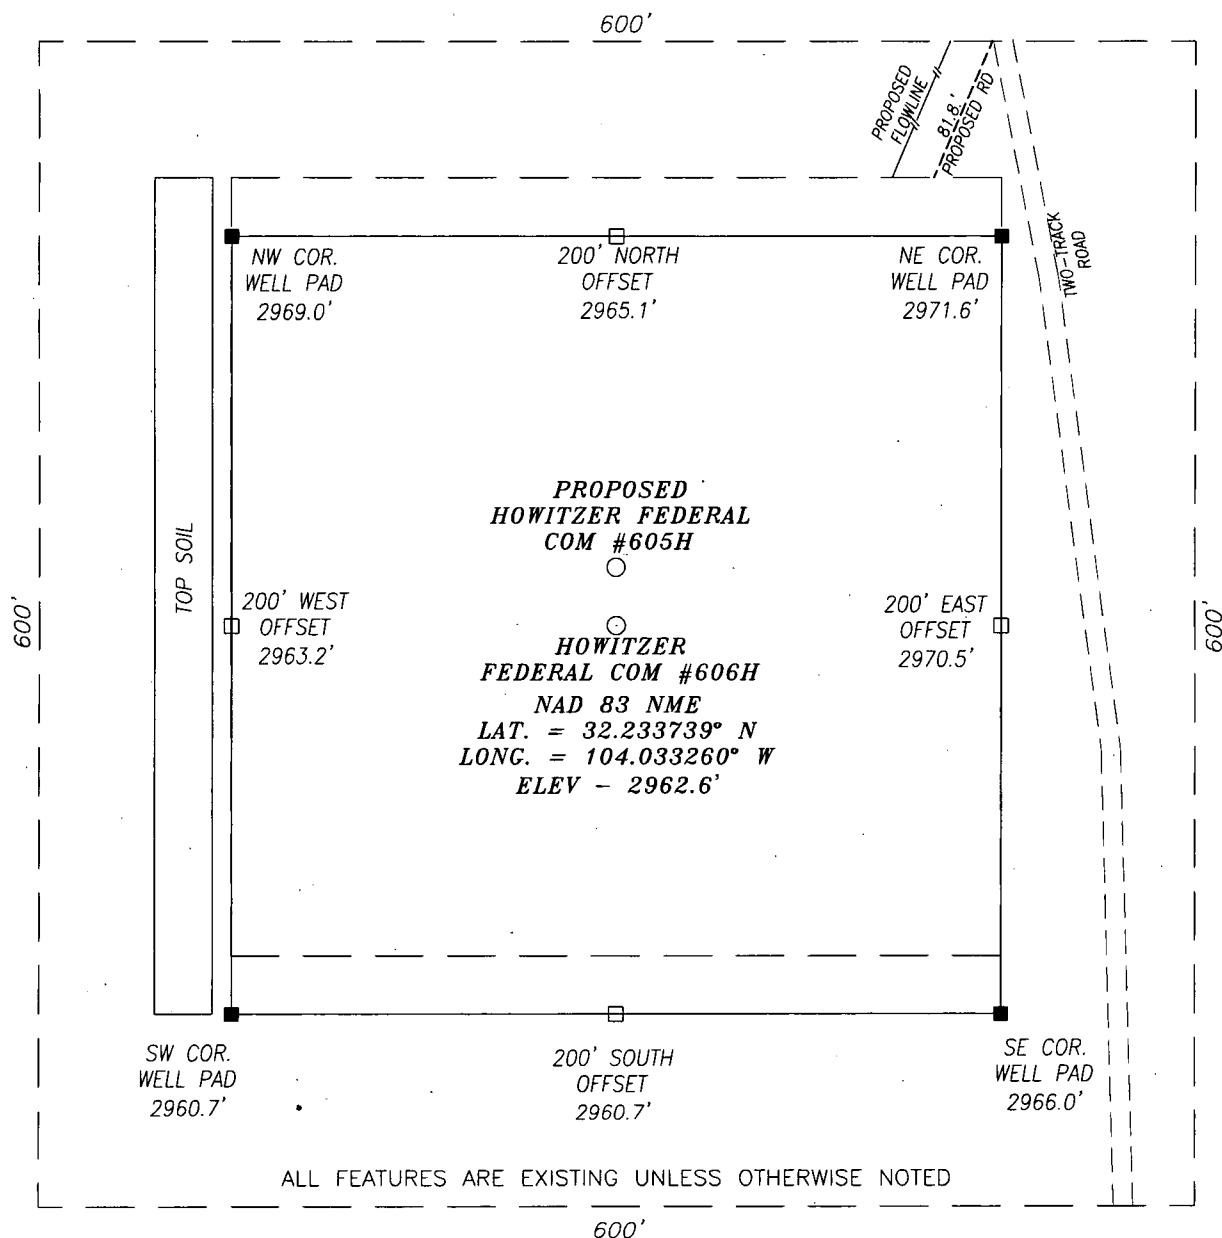 600'
PROPOSED
FLOWLINE
81.8'
PROPOSED RD
TWO-TRACK
ROAD
NW COR.
WELL PAD
2969.0'
200' NORTH
OFFSET
2965.1'
NE COR.
WELL PAD
2971.6'
PROPOSED
HOWITZER FEDERAL
COM #605H
TOP SOIL
600'
200' WEST
OFFSET
2963.2'
200' EAST
OFFSET
2970.5'
600'
HOWITZER
FEDERAL COM #606H
NAD 83 NME
LAT. = 32.233739° N
LONG. = 104.033260° W
ELEV - 2962.6'
SW COR.
WELL PAD
2960.7'
200' SOUTH
OFFSET
2960.7'
SE COR.
WELL PAD
2966.0'
ALL FEATURES ARE EXISTING UNLESS OTHERWISE NOTED
600'